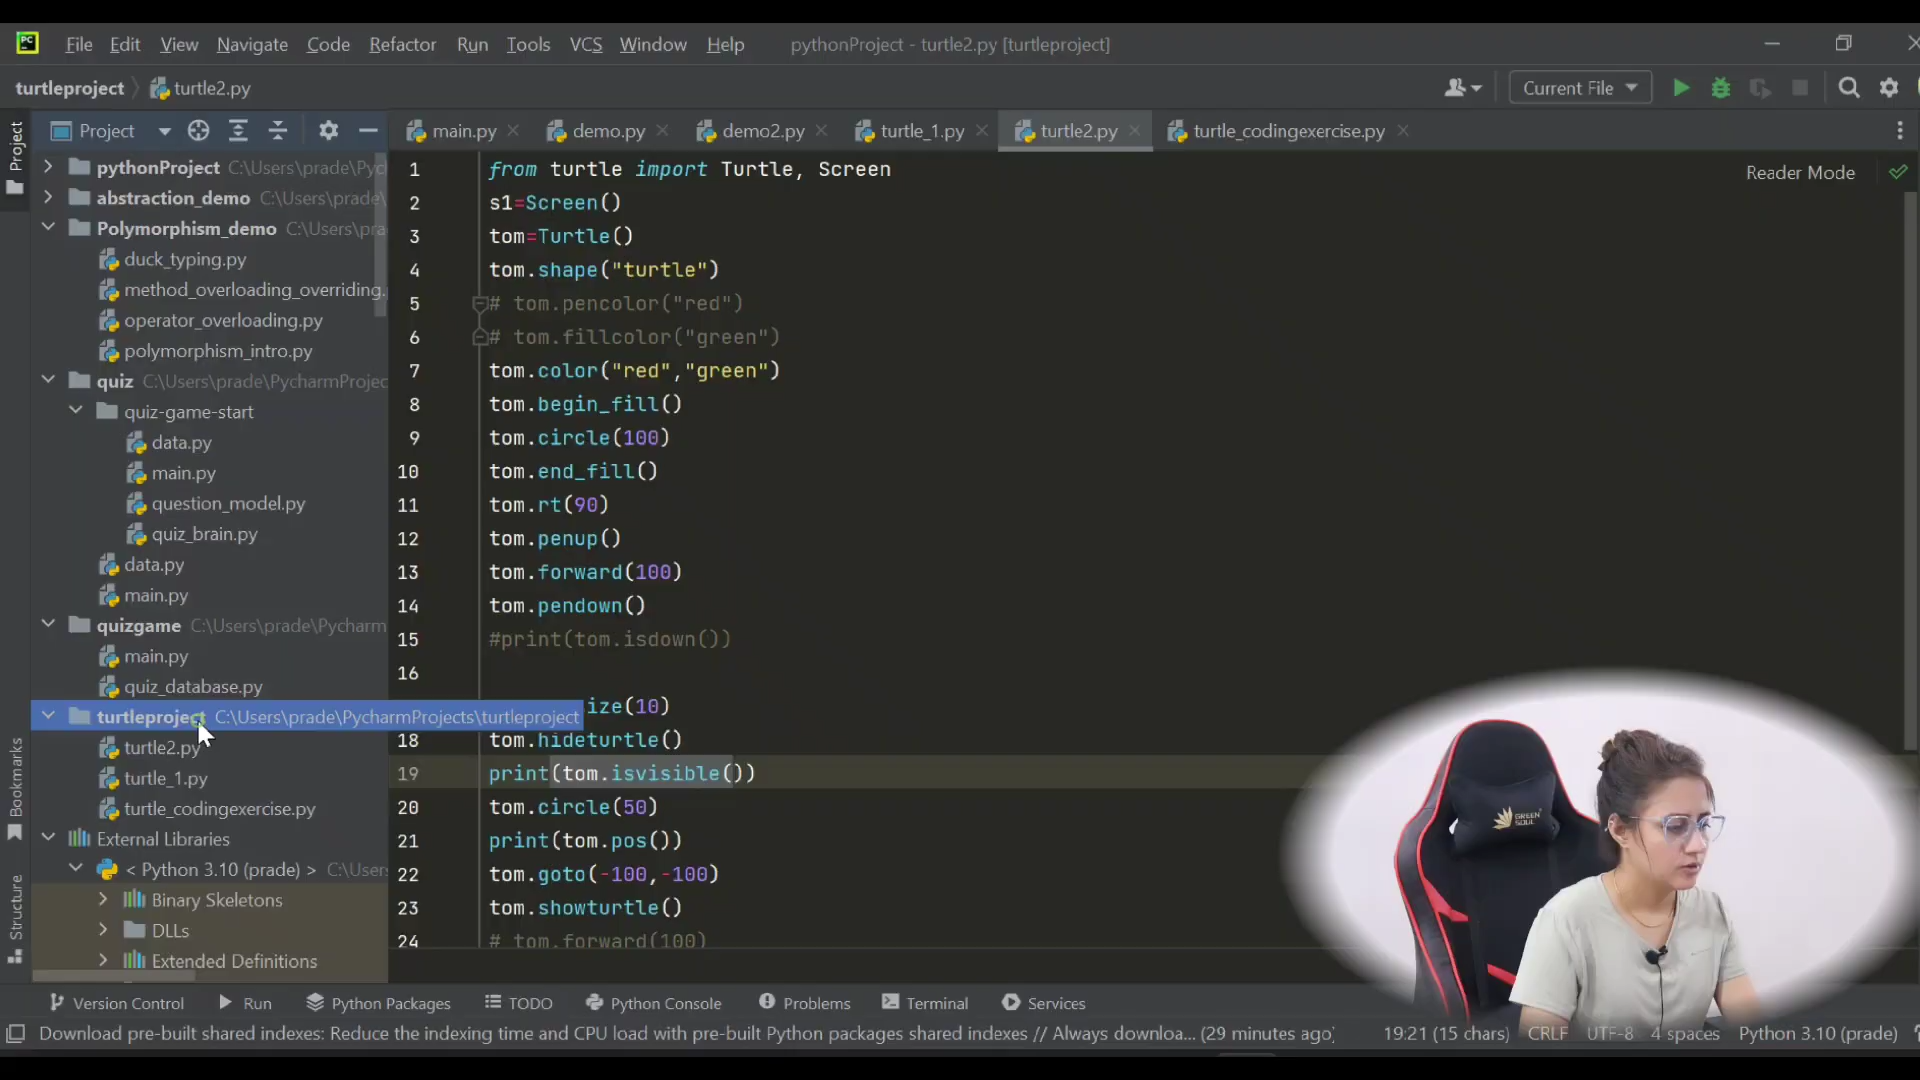 PC File Edit View Navigate Code Refactor Run Tools VCS Window Help pythonProject - turtle2.py [turtleproject]
turtleproject turtle2.py Current File
Project main.py demo.py demo2.py turtle_1.py turtle2.py turtle_codingexercise.py
Project
Bookmarks
Structure
pythonProject C:\Users\prade\Pyc
abstraction_demo C:\Users\prade\
Polymorphism_demo C:\Users\pra
duck_typing.py
method_overloading_overriding.
operator_overloading.py
polymorphism_intro.py
quiz C:\Users\prade\PycharmProjec
quiz-game-start
data.py
main.py
question_model.py
quiz_brain.py
data.py
main.py
quizgame C:\Users\prade\Pycharm
main.py
quiz_database.py
turtleproject C:\Users\prade\PycharmProjects\turtleproject
turtle2.py
turtle_1.py
turtle_codingexercise.py
External Libraries
< Python 3.10 (prade) > C:\User
Binary Skeletons
DLLs
Extended Definitions
Reader Mode
1 from turtle import Turtle, Screen
2 s1=Screen()
3 tom=Turtle()
4 tom.shape("turtle")
5 # tom.pencolor("red")
6 # tom.fillcolor("green")
7 tom.color("red","green")
8 tom.begin_fill()
9 tom.circle(100)
10 tom.end_fill()
11 tom.rt(90)
12 tom.penup()
13 tom.forward(100)
14 tom.pendown()
15 #print(tom.isdown())
16
ize(10)
18 tom.hideturtle()
19 print(tom.isvisible())
20 tom.circle(50)
21 print(tom.pos())
22 tom.goto(-100,-100)
23 tom.showturtle()
24 # tom.forward(100)
GREEN
SOUL
Version Control Run Python Packages TODO Python Console Problems Terminal Services
Download pre-built shared indexes: Reduce the indexing time and CPU load with pre-built Python packages shared indexes // Always downloa... (29 minutes ago) 19:21 (15 chars) CRLF UTF-8 4 spaces Python 3.10 (prade)